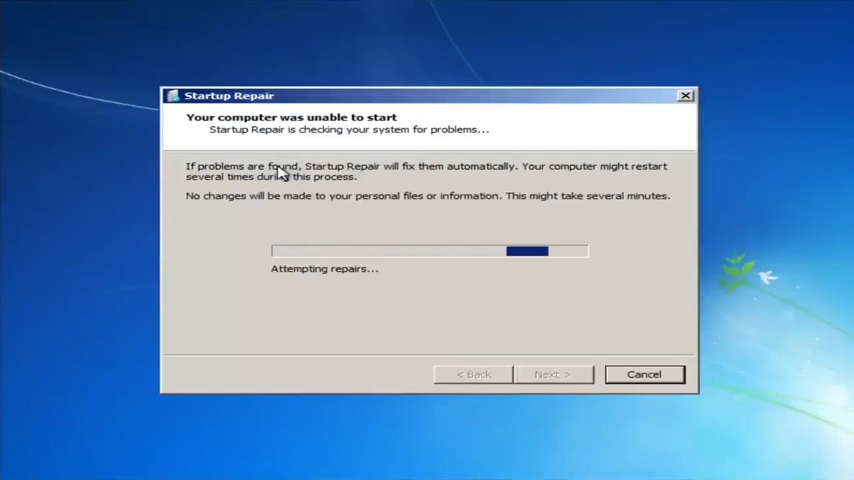 Startup Repair
Your computer was unable to start
Startup Repair is checking your system for problems...
If problems are found, Startup Repair will fix them automatically. Your computer might restart
several times during this process.
No changes will be made to your personal files or information. This might take several minutes.
Attempting repairs...
< Back
Next >
Cancel